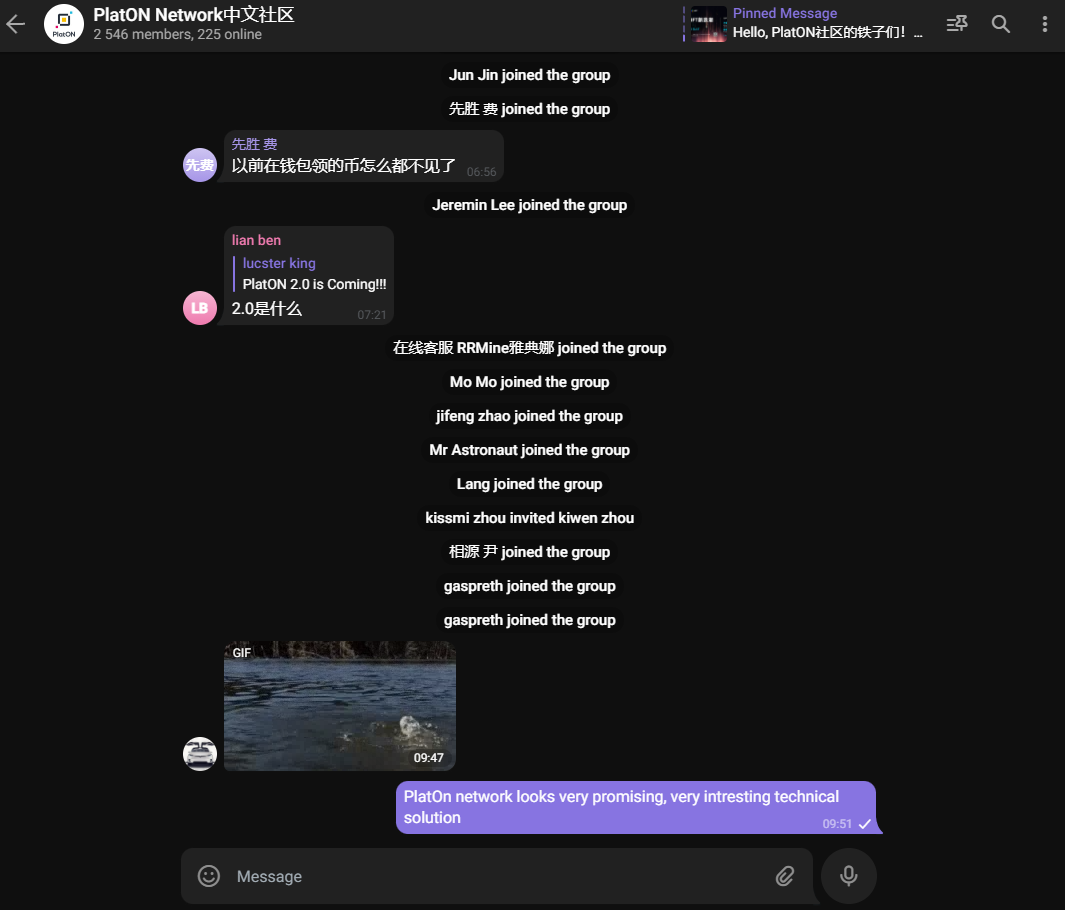 PlatON
PlatON Network中文社区
2 546 members, 225 online
Pinned Message
Hello, PlatON社区的铁子们！ ...
Jun Jin joined the group
先胜 费 joined the group
先费
先胜 费
以前在钱包领的币怎么都不见了
06:56
Jeremin Lee joined the group
lian ben
lucster king
PlatON 2.0 is Coming!!!
LB
2.0是什么
07:21
在线客服 RRMine雅典娜 joined the group
Mo Mo joined the group
jifeng zhao joined the group
Mr Astronaut joined the group
Lang joined the group
kissmi zhou invited kiwen zhou
相源 尹 joined the group
gaspreth joined the group
gaspreth joined the group
GIF
09:47
PlatOn network looks very promising, very intresting technical
solution
09:51
Message